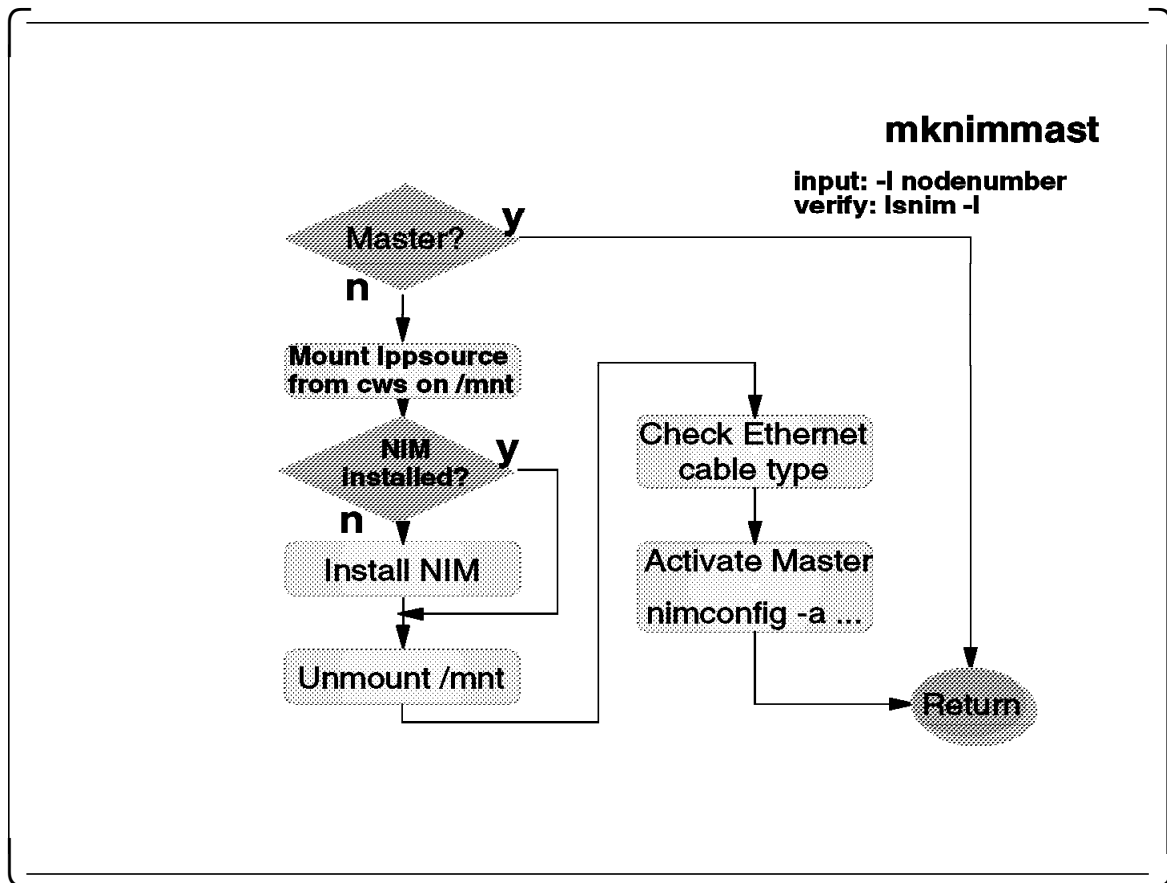 mknimmast
input: -l nodenumber
verify: lsnim -l
Master?
y
n
Mount lppsource
from cws on /mnt
NIM
installed?
y
n
Install NIM
Unmount /mnt
Check Ethernet
cable type
Activate Master
nimconfig -a ...
Return